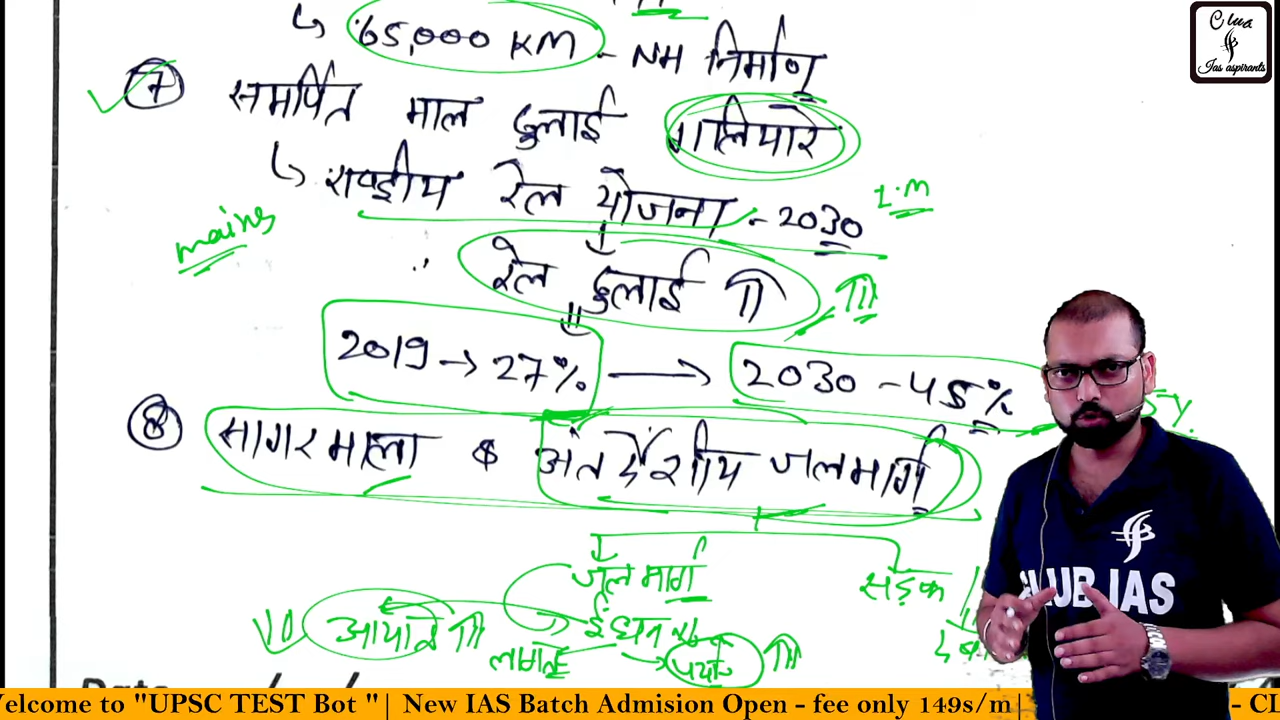 Club
Ias aspirants
↳ 65,000 KM - NH निर्माण
⑦ समर्पित माल ढुलाई गलियारे
↳ राष्ट्रीय रेल योजना - 2030
mains
रेल ढुलाई ⇑
2019 → 27% → 2030 - 45%
⑧ सागरमाला & अंतर्देशीय जलमार्ग
जल मार्ग
सड़क
आयात ⇑
ईंधन
लागत
पर्या॰ ⇑
CLUB IAS
Welcome to "UPSC TEST Bot "| New IAS Batch Admision Open - fee only 149s/m| - CL